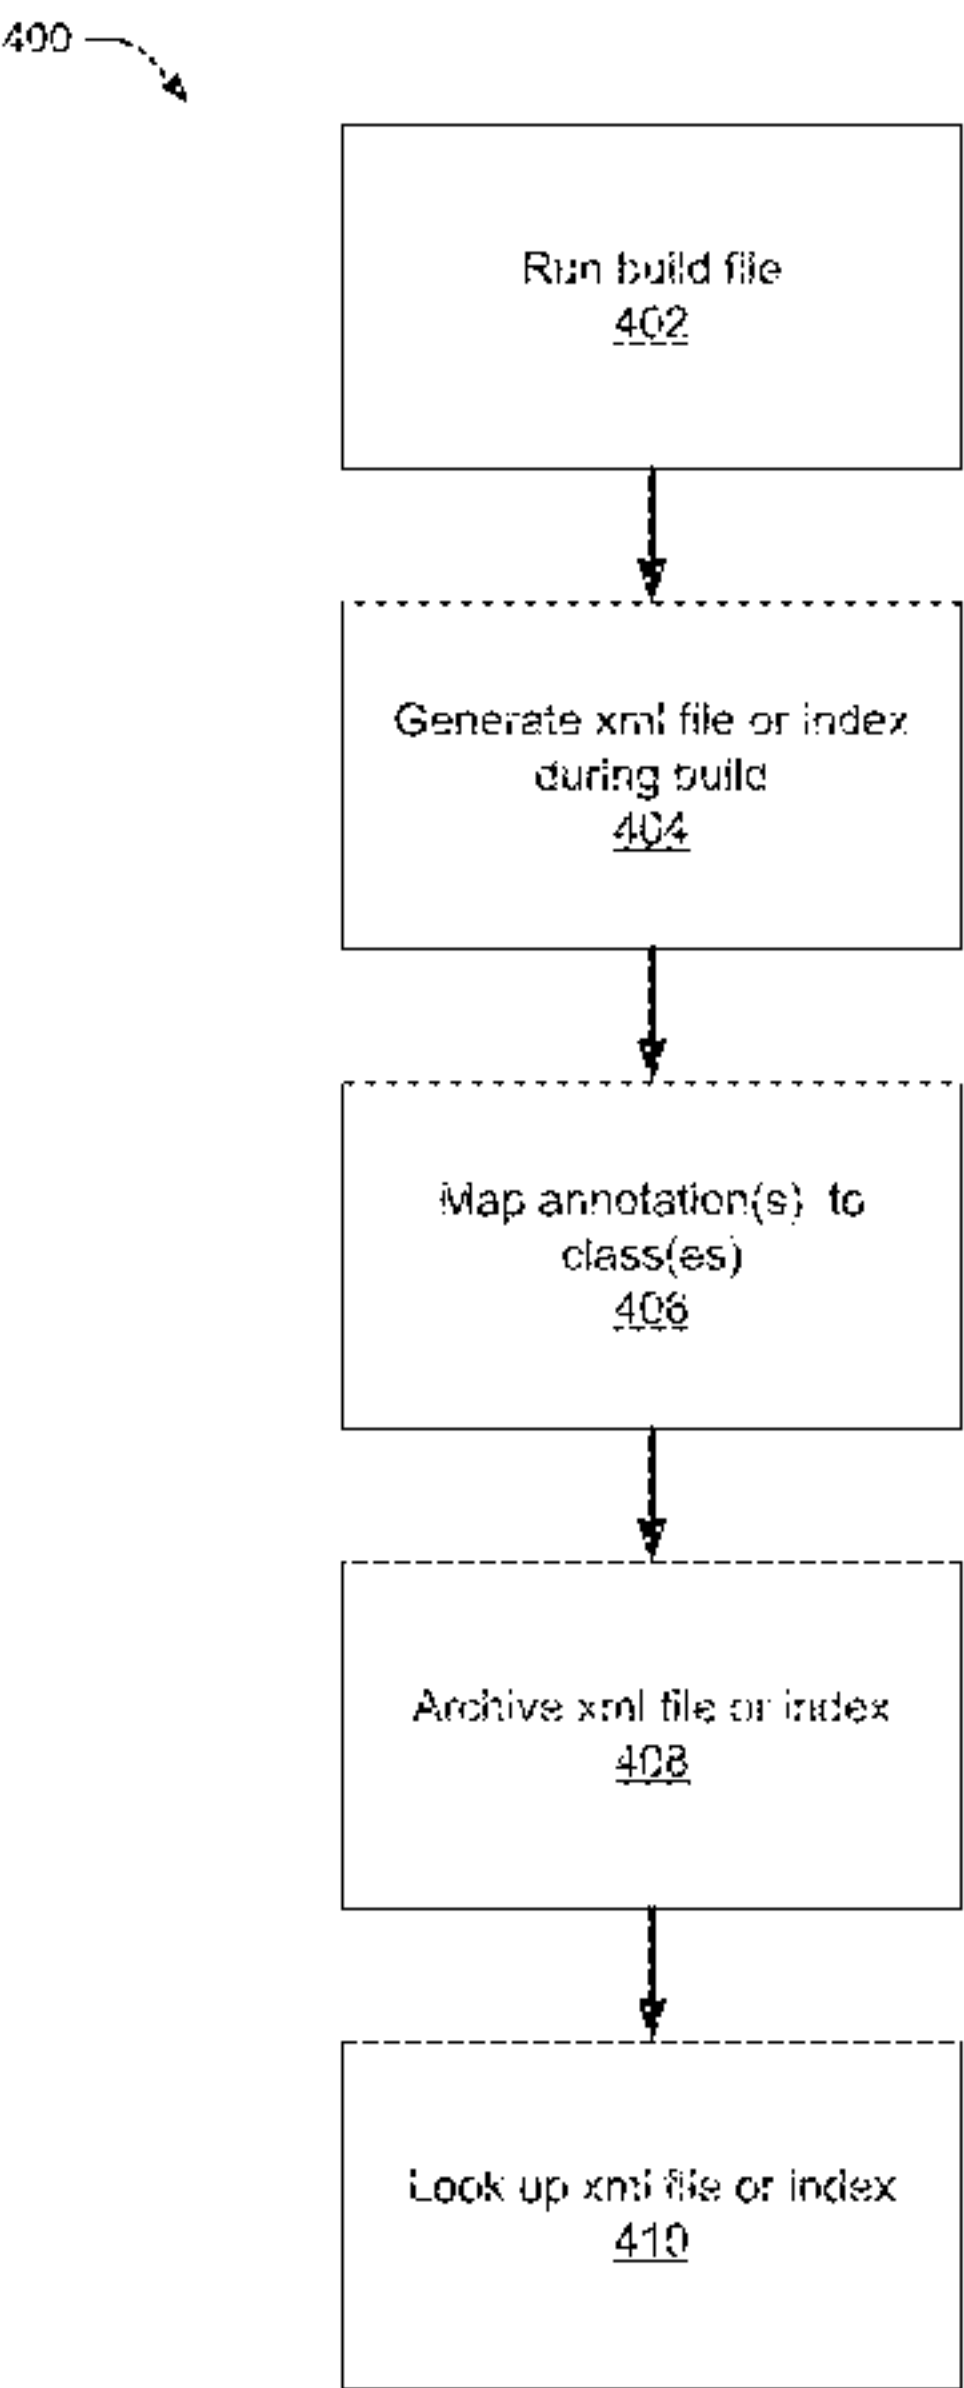 400
Run build file
402
Generate xml file or index
during build
404
Map annotation(s) to
class(es)
406
Archive xml file or index
408
Look up xml file or index
410